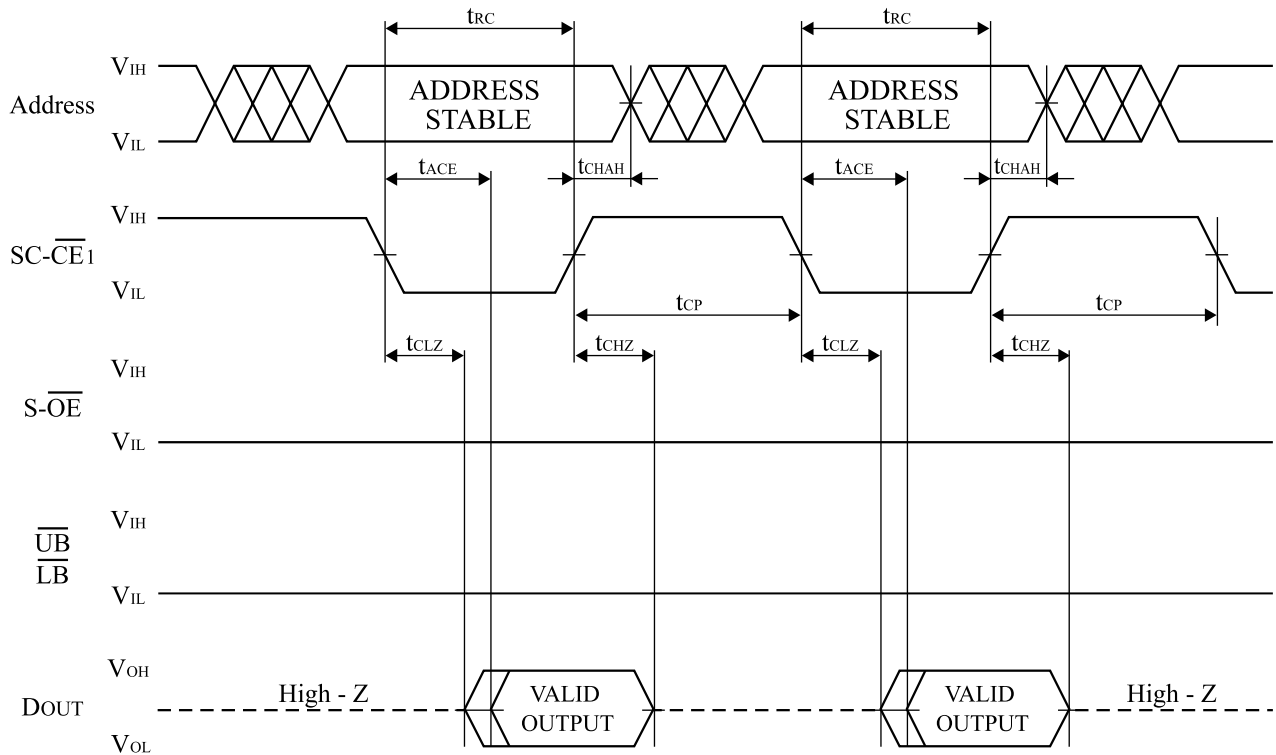 tRC tRC
VIH
Address
ADDRESS
STABLE
ADDRESS
STABLE
VIL
tACE tCHAH tACE tCHAH
VIH
SC-CE1
VIL
tCP tCP
tCLZ tCHZ tCLZ tCHZ
VIH
S-OE
VIL
VIH
UB
LB
VIL
VOH
DOUT
High - Z
VALID
OUTPUT
VALID
OUTPUT
High - Z
VOL